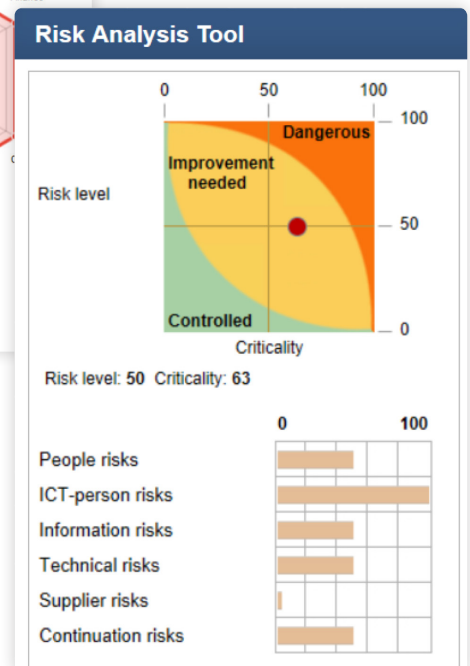 Risk Analysis Tool
0 50 100
Dangerous
100
Improvement
needed
Risk level
50
Controlled
0
Criticality
Risk level: 50 Criticality: 63
0 100
People risks
ICT-person risks
Information risks
Technical risks
Supplier risks
Continuation risks